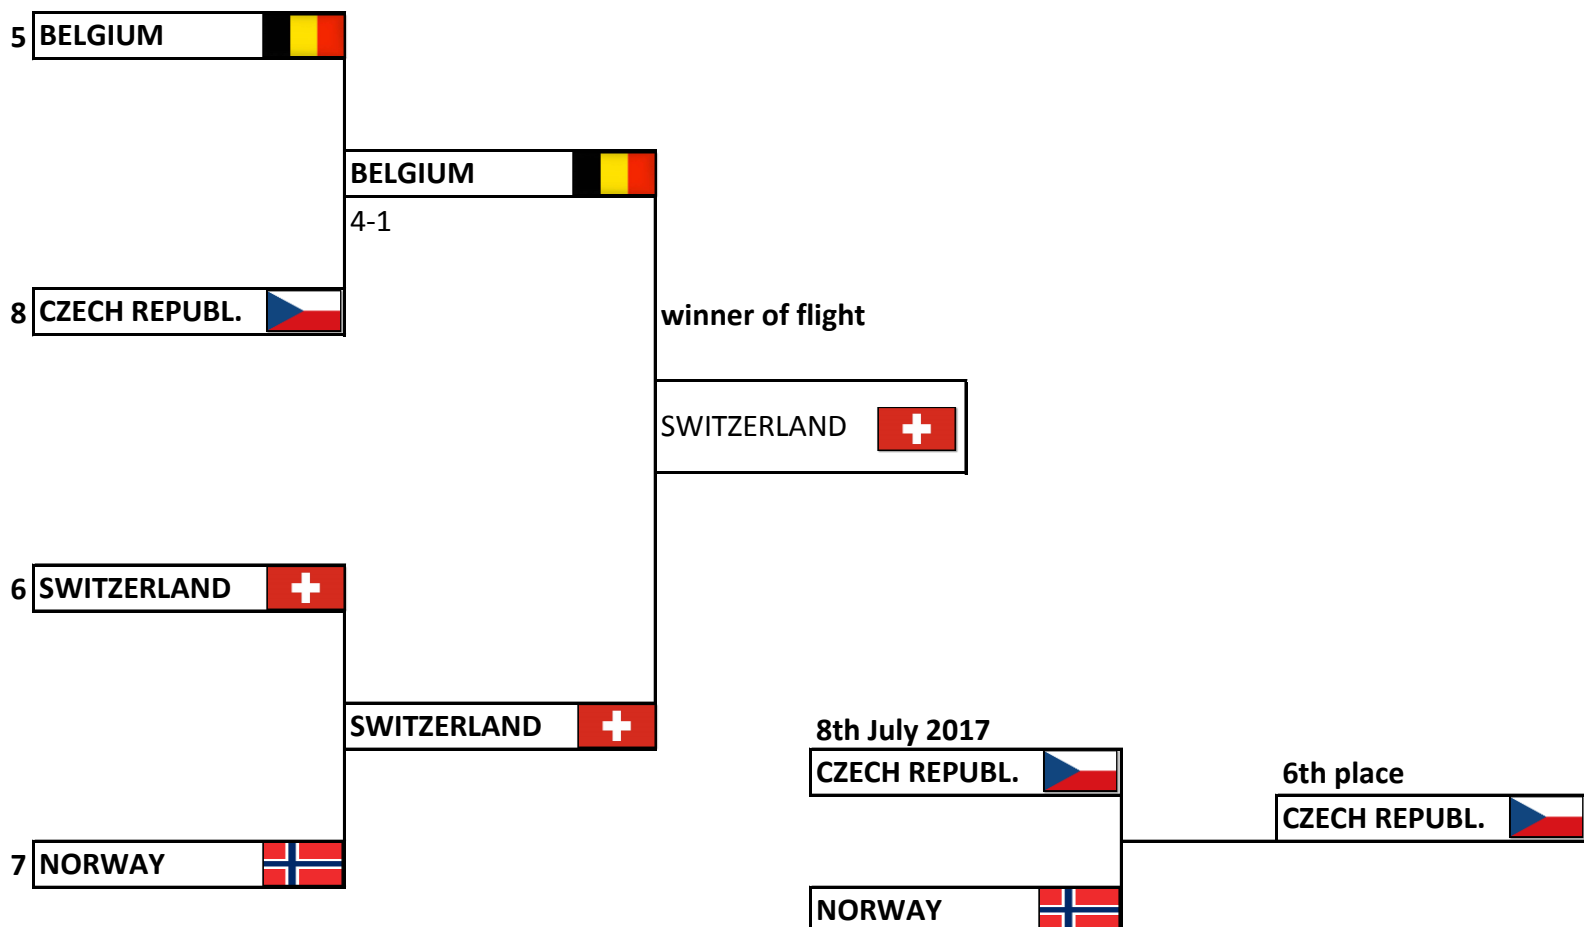 5 BELGIUM
BELGIUM
4-1
8 CZECH REPUBL.
winner of flight
SWITZERLAND
6 SWITZERLAND
SWITZERLAND
8th July 2017
CZECH REPUBL.
6th place
CZECH REPUBL.
7 NORWAY
NORWAY